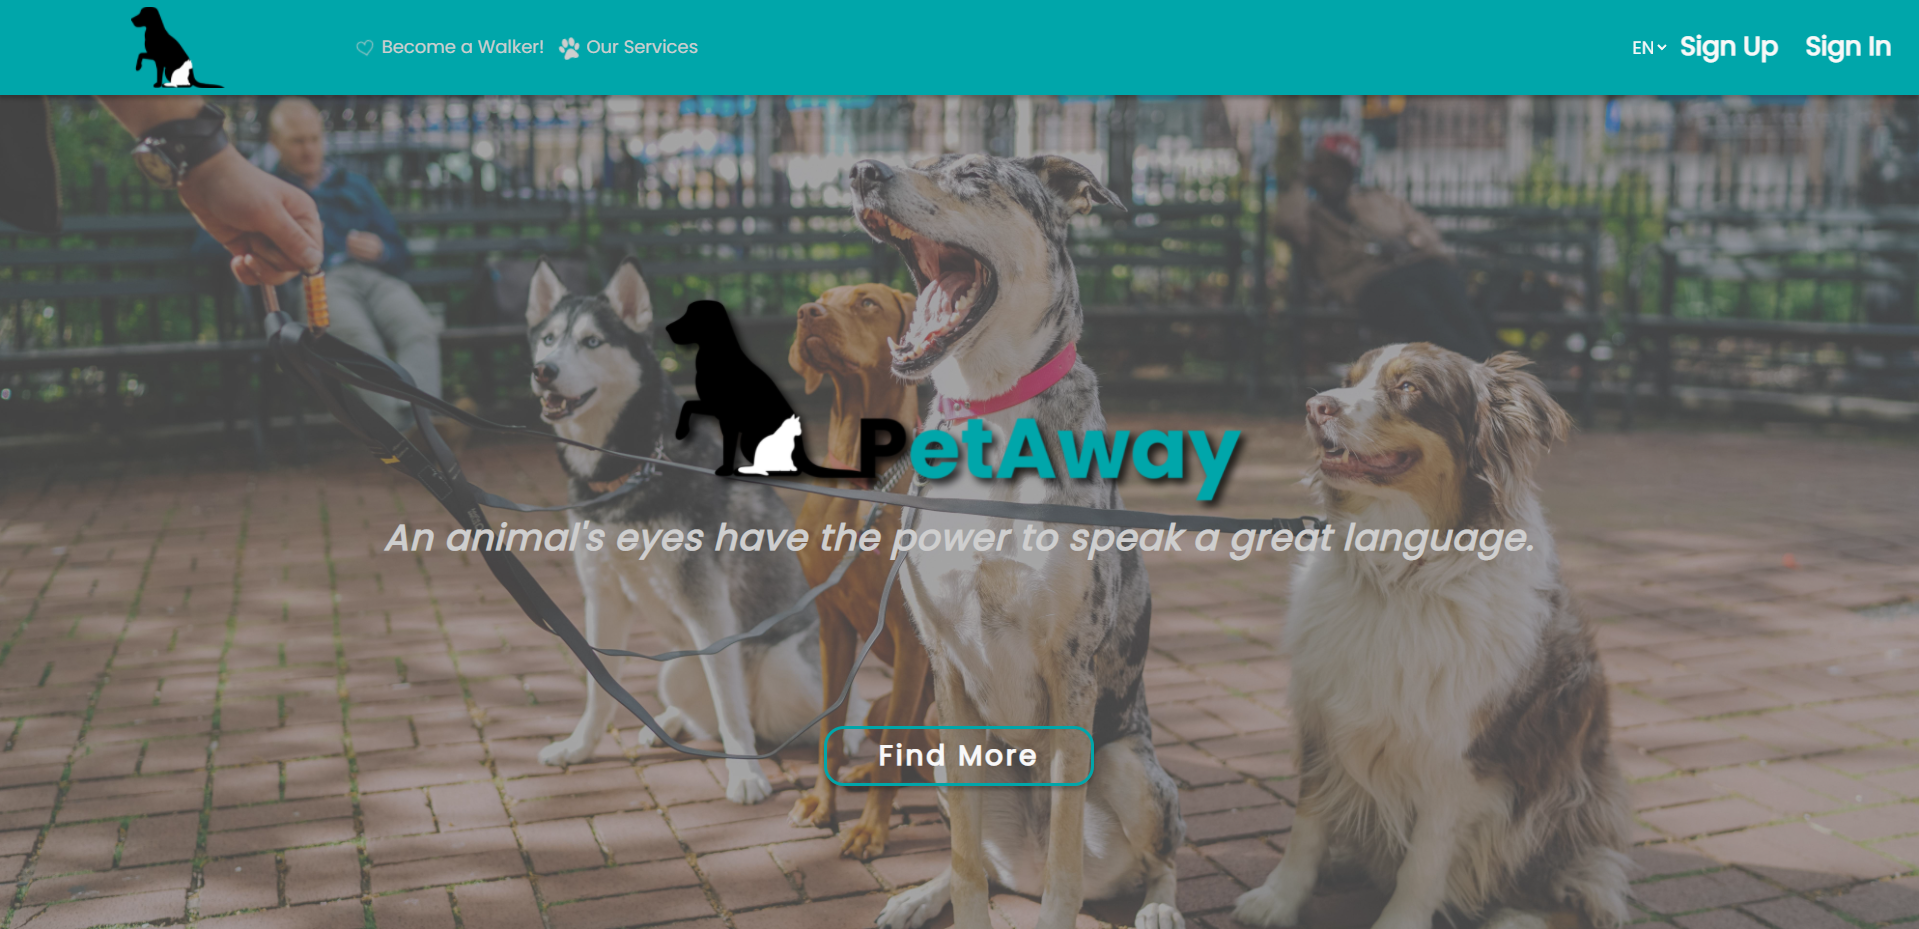 Become a Walker! Our Services EN Sign Up Sign In
PetAway
An animal's eyes have the power to speak a great language.
Find More